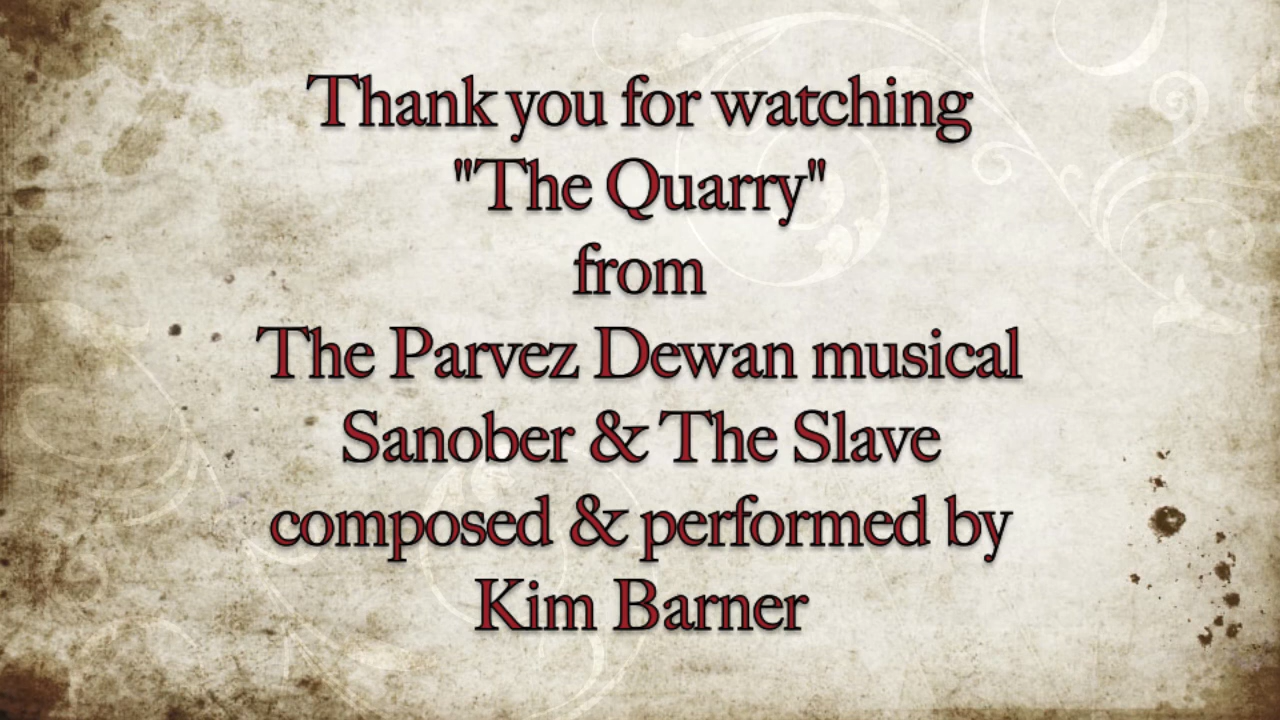 Thank you for watching
"The Quarry"
from
The Parvez Dewan musical
Sanober & The Slave
composed & performed by
Kim Barner